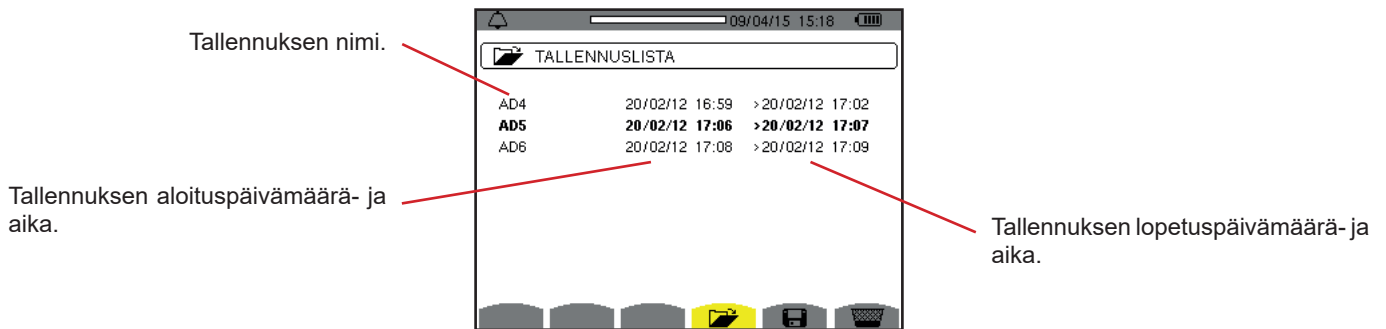 09/04/15 15:18
Tallennuksen nimi.
TALLENNUSLISTA
AD4 20/02/12 16:59 >20/02/12 17:02
AD5 20/02/12 17:06 >20/02/12 17:07
AD6 20/02/12 17:08 >20/02/12 17:09
Tallennuksen aloituspäivämäärä- ja
aika.
Tallennuksen lopetuspäivämäärä- ja
aika.